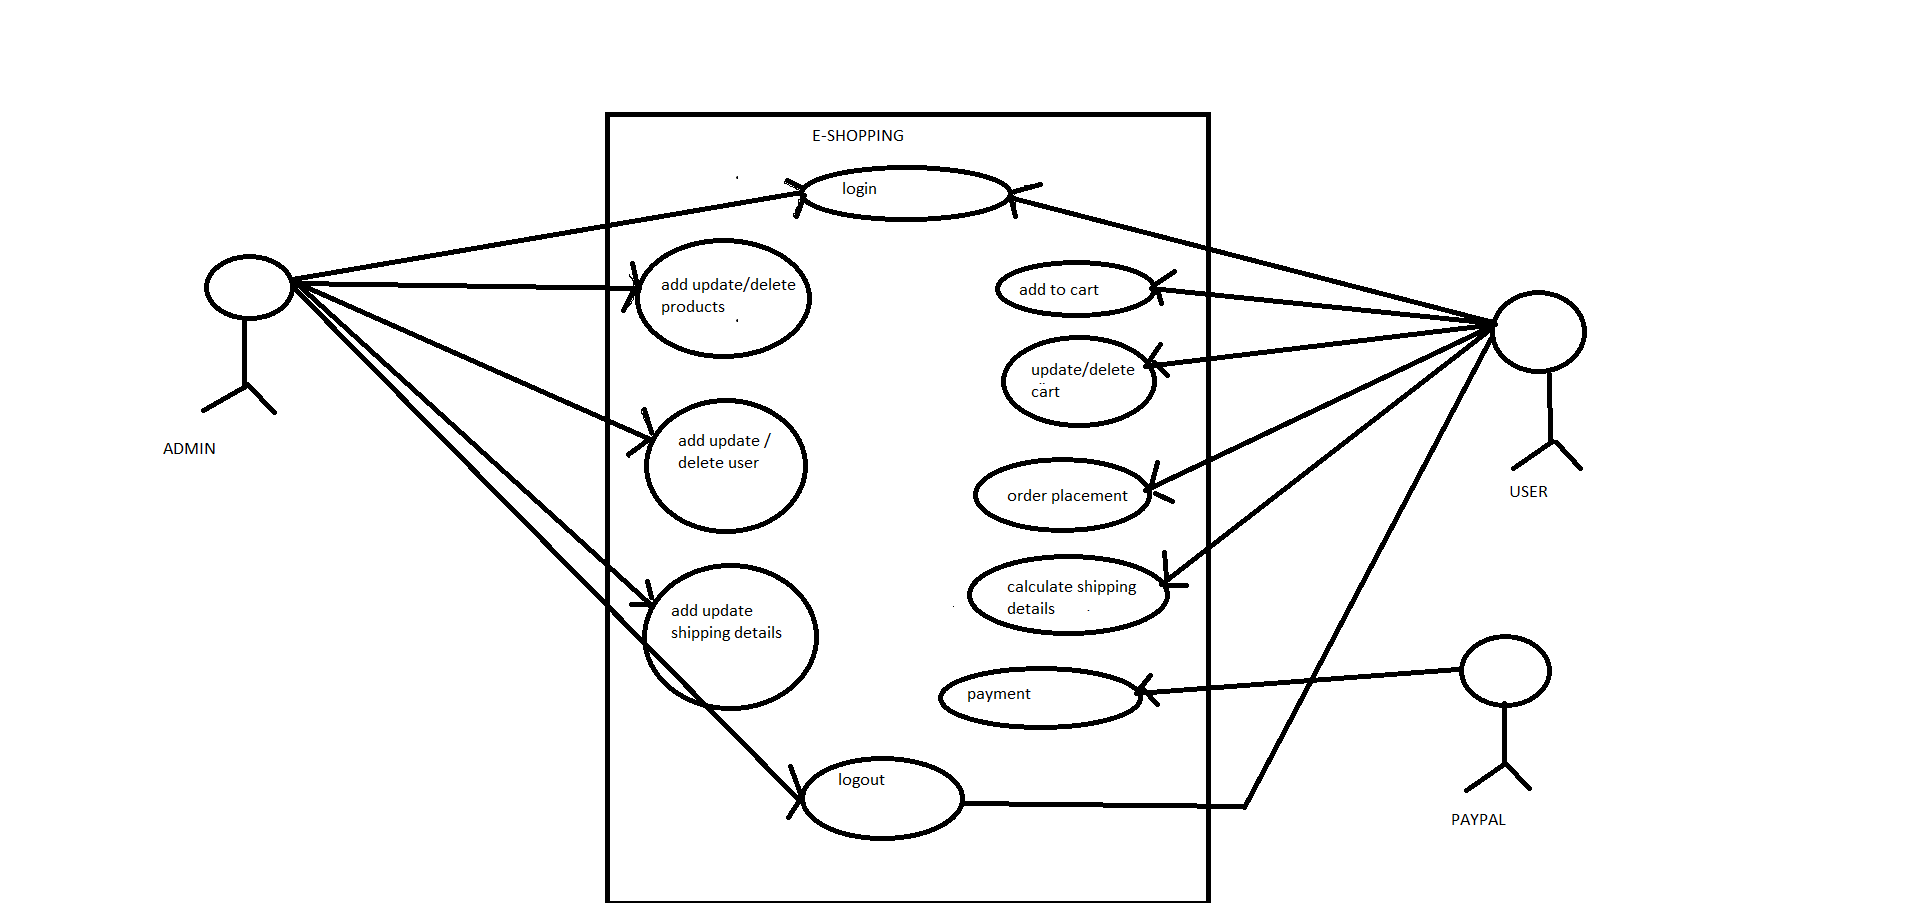 E-SHOPPING
login
add update/delete
products
add to cart
update/delete
cart
ADMIN
add update /
delete user
order placement
USER
calculate shipping
details
add update
shipping details
payment
logout
PAYPAL